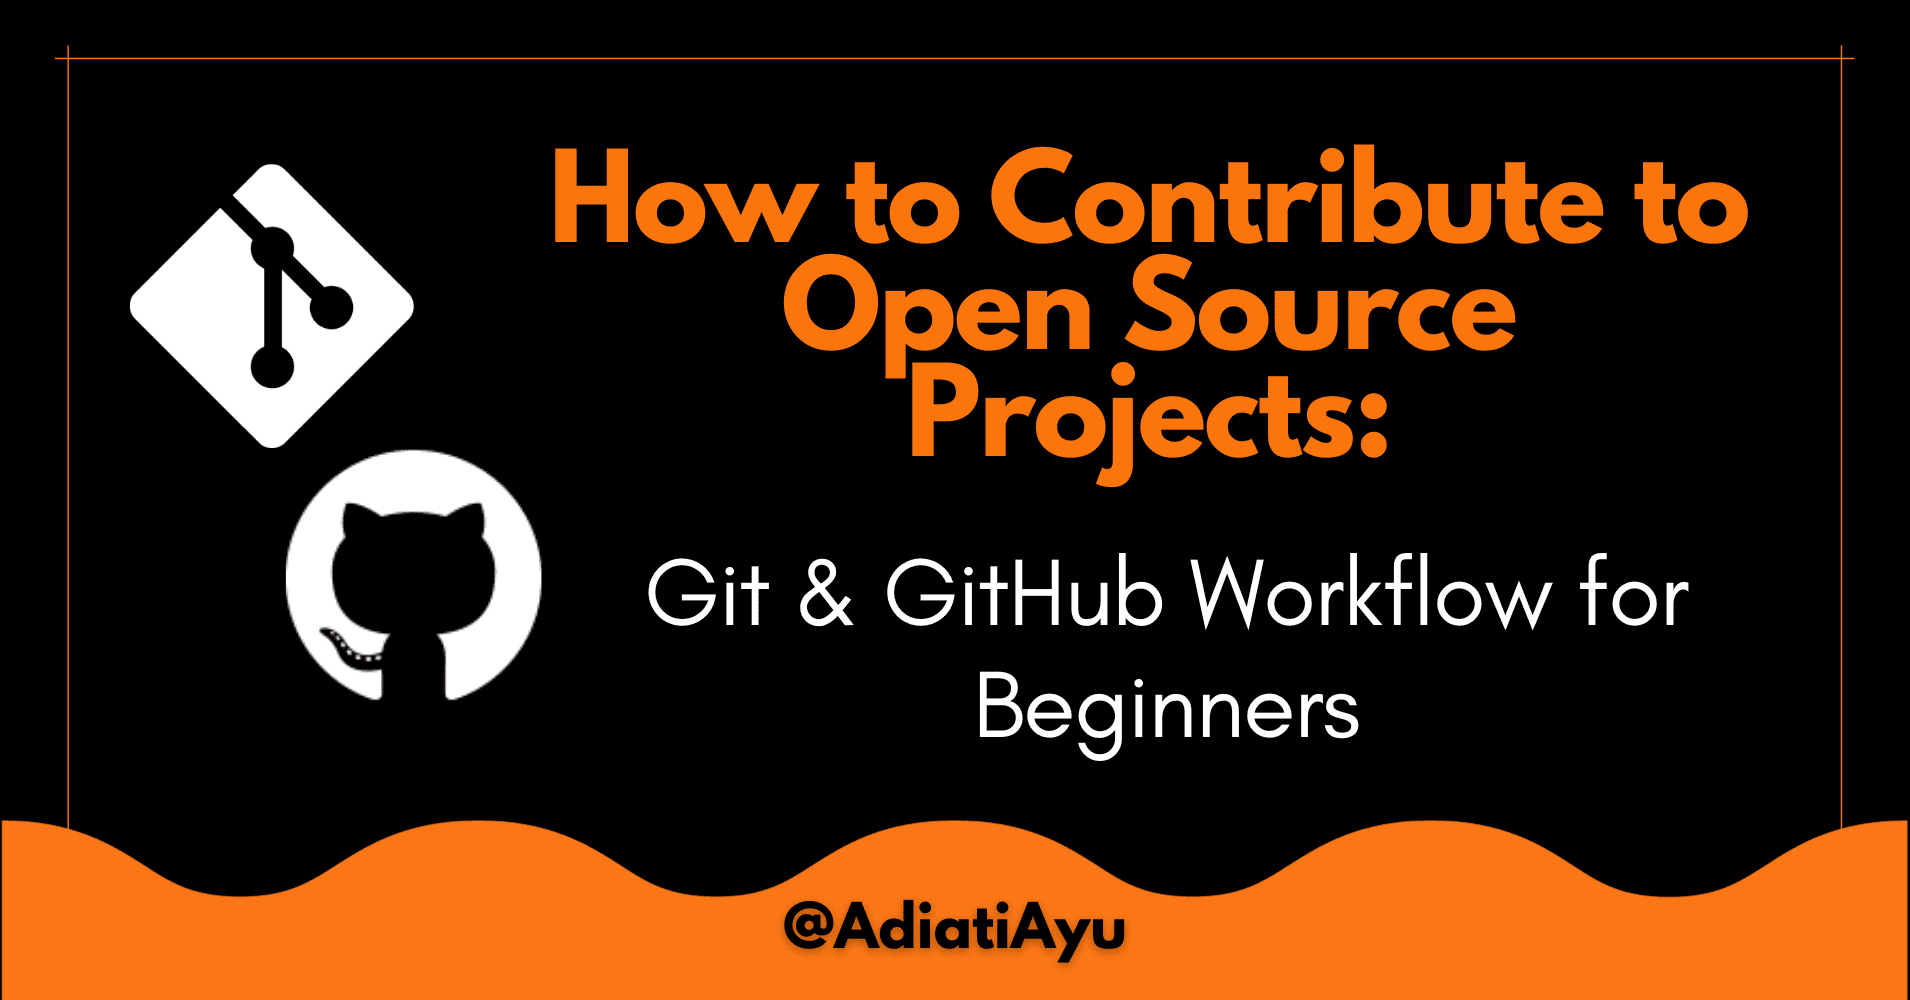 How to Contribute to
Open Source
Projects:
Git & GitHub Workflow for
Beginners
@AdiatiAyu